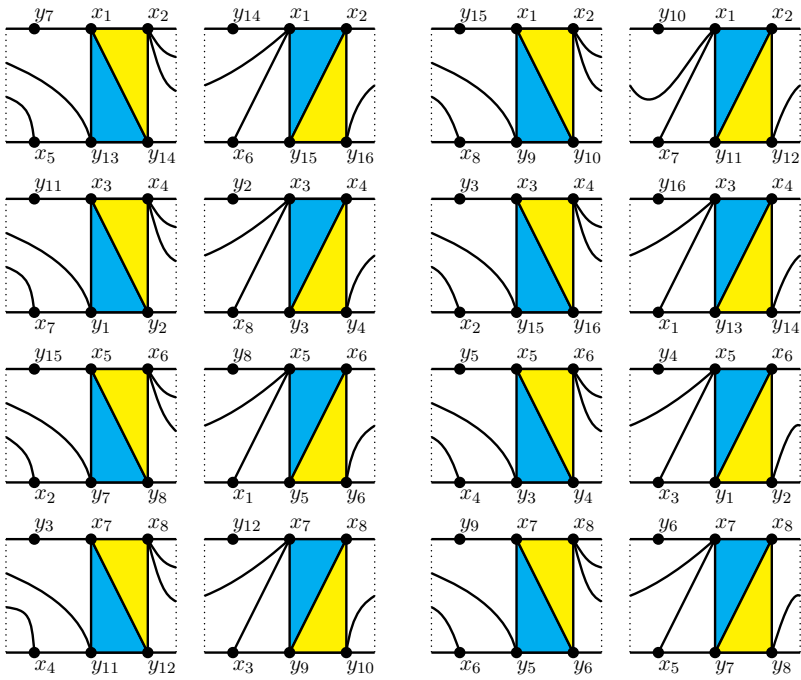 y₇ x₁ x₂ y₁₄ x₁ x₂ y₁₅ x₁ x₂ y₁₀ x₁ x₂
x₅ y₁₃ y₁₄ x₆ y₁₅ y₁₆ x₈ y₉ y₁₀ x₇ y₁₁ y₁₂
y₁₁ x₃ x₄ y₂ x₃ x₄ y₃ x₃ x₄ y₁₆ x₃ x₄
x₇ y₁ y₂ x₈ y₃ y₄ x₂ y₁₅ y₁₆ x₁ y₁₃ y₁₄
y₁₅ x₅ x₆ y₈ x₅ x₆ y₅ x₅ x₆ y₄ x₅ x₆
x₂ y₇ y₈ x₁ y₅ y₆ x₄ y₃ y₄ x₃ y₁ y₂
y₃ x₇ x₈ y₁₂ x₇ x₈ y₉ x₇ x₈ y₆ x₇ x₈
x₄ y₁₁ y₁₂ x₃ y₉ y₁₀ x₆ y₅ y₆ x₅ y₇ y₈